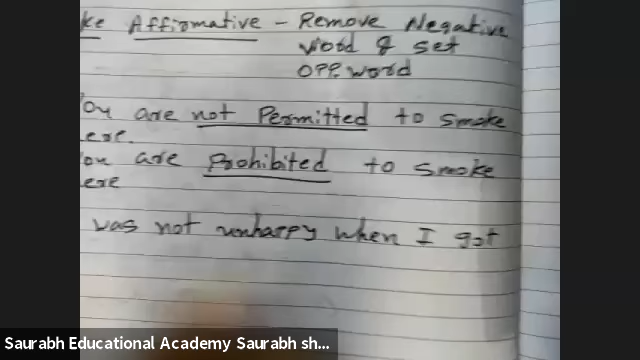 ke Affirmative - Remove Negative
word & set
OPP. word
You are not Permitted to smoke
ere.
ou are Prohibited to smoke
ere
was not unhappy when I got
Saurabh Educational Academy Saurabh sh...